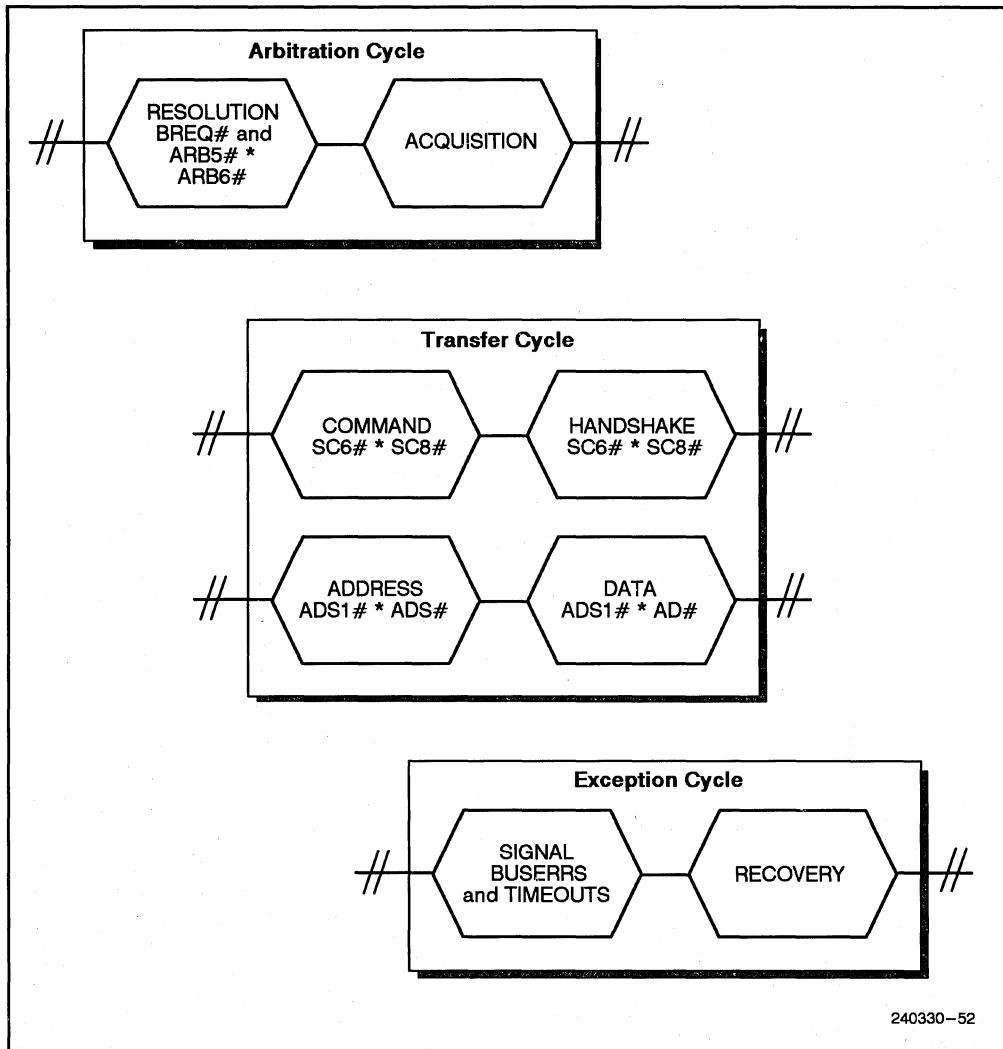 Arbitration Cycle
RESOLUTION
BREQ# and
ARB5# *
ARB6#
ACQUISITION
Transfer Cycle
COMMAND
SC6# * SC8#
HANDSHAKE
SC6# * SC8#
ADDRESS
ADS1# * ADS#
DATA
ADS1# * AD#
Exception Cycle
SIGNAL
BUSERRS
and TIMEOUTS
RECOVERY
240330-52